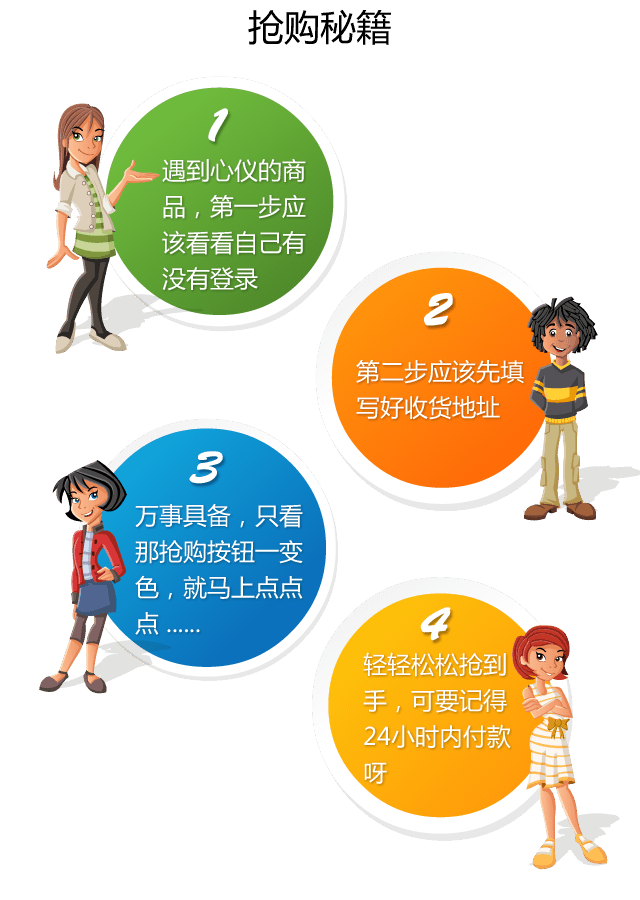 抢购秘籍
1
遇到心仪的商
品，第一步应
该看看自己有
没有登录
2
第二步应该先填
写好收货地址
3
万事具备，只看
那抢购按钮一变
色，就马上点点
点 ......
4
轻轻松松抢到
手，可要记得
24小时内付款
呀